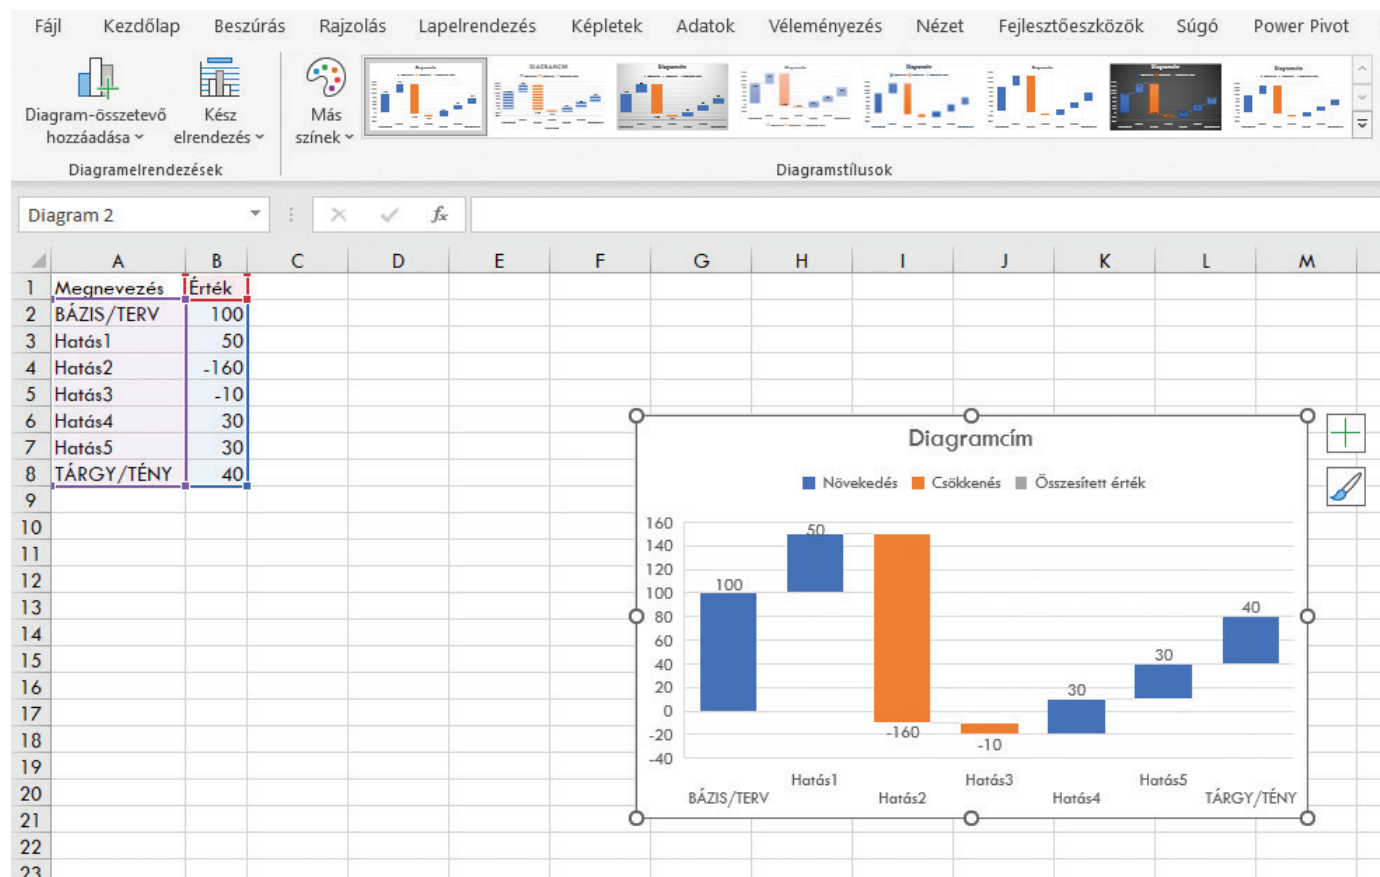 Fájl Kezdőlap Beszúrás Rajzolás Lapelrendezés Képletek Adatok Véleményezés Nézet Fejlesztőeszközök Súgó Power Pivot
Diagram-összetevő hozzáadása
Kész elrendezés
Más színek
Diagramelrendezések
Diagramstílusok
Diagram 2
fx
A B C D E F G H I J K L M
1 Megnevezés Érték
2 BÁZIS/TERV 100
3 Hatás1 50
4 Hatás2 -160
5 Hatás3 -10
6 Hatás4 30
7 Hatás5 30
8 TÁRGY/TÉNY 40
9
10
11
12
13
14
15
16
17
18
19
20
21
22
23
Diagramcím
Növekedés Csökkenés Összesített érték
160
140
120
100
80
60
40
20
0
-20
-40
100
50
-160
-10
30
30
40
BÁZIS/TERV
Hatás1
Hatás2
Hatás3
Hatás4
Hatás5
TÁRGY/TÉNY